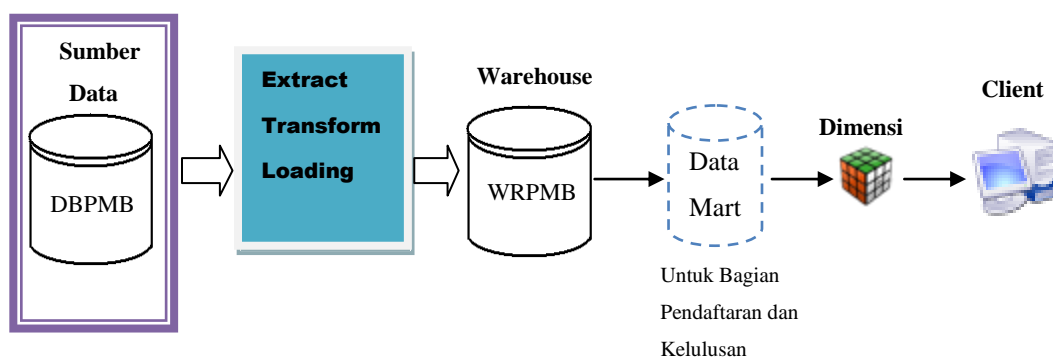 Sumber
Data
DBPMB
Extract
Transform
Loading
Warehouse
WRPMB
Data
Mart
Untuk Bagian
Pendaftaran dan
Kelulusan
Dimensi
Client